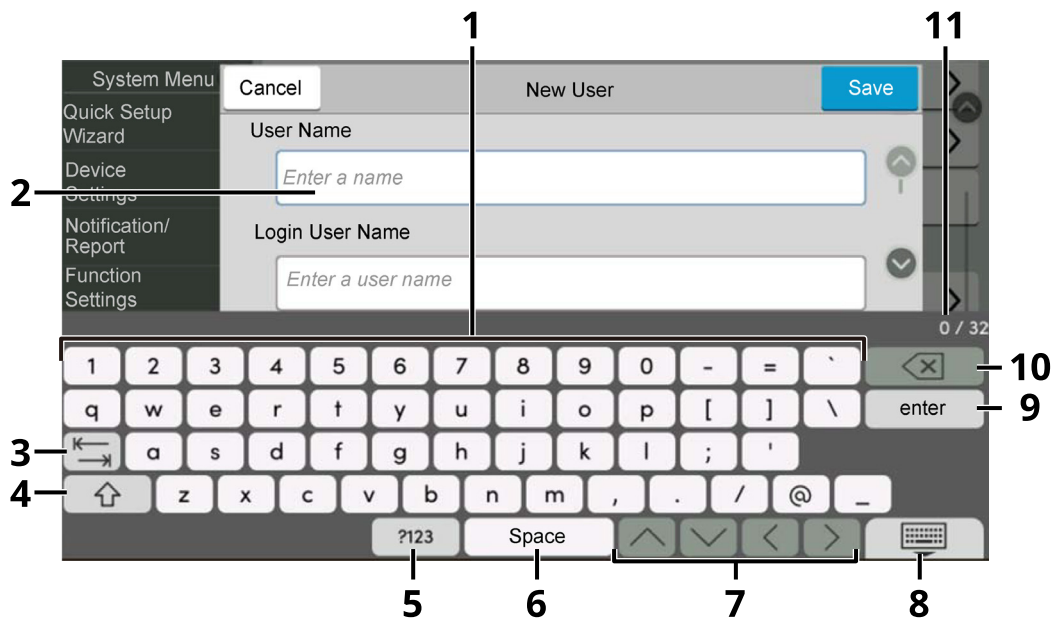 1 11
System Menu
Cancel New User Save
Quick Setup
Wizard
User Name
Device
Settings
Enter a name
2
Notification/
Report
Login User Name
Function
Settings
Enter a user name
0 / 32
1 2 3 4 5 6 7 8 9 0 - = `
10
q w e r t y u i o p [ ] \ enter
9
3
a s d f g h j k l ; '
4
z x c v b n m , . / @ _
?123 Space
5 6 7 8